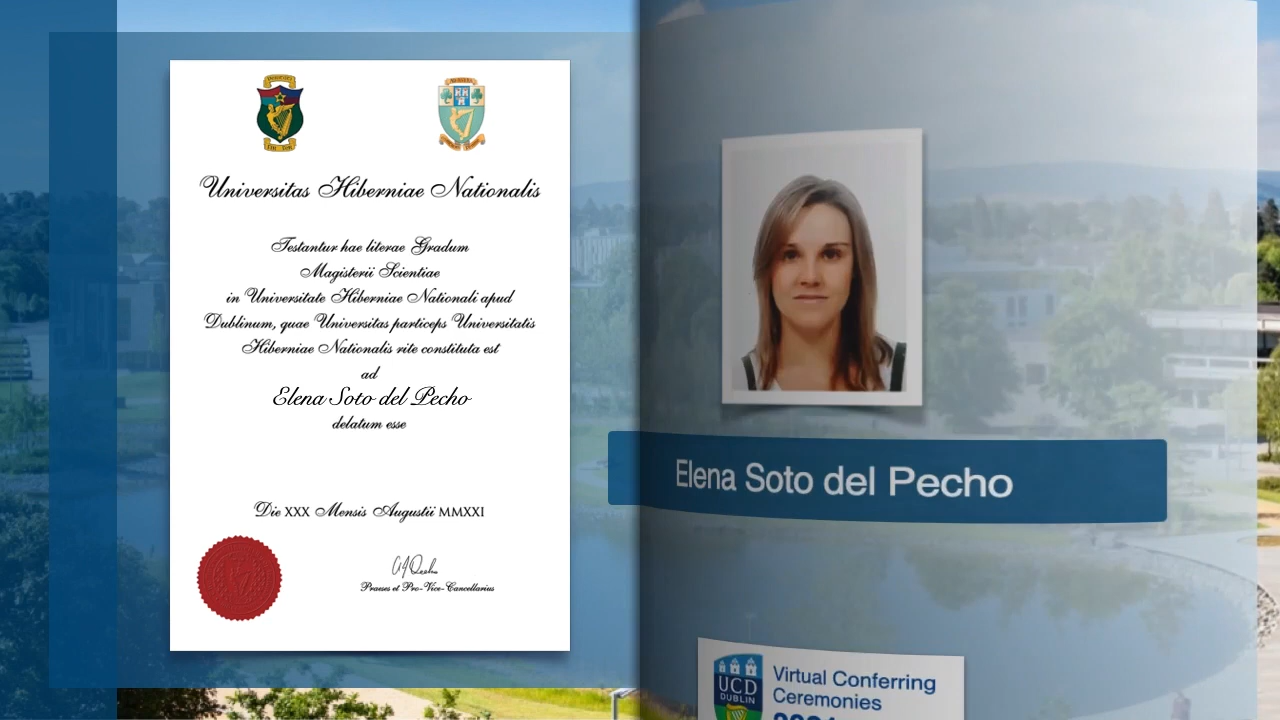 Universitas Hiberniae Nationalis
Testantur hae literae Gradum
Magisterii Scientiae
in Universitate Hiberniae Nationali apud
Dublinum, quae Universitas particeps Universitatis
Hiberniae Nationalis rite constituta est
ad
Elena Soto del Pecho
delatum esse
Die XXX Mensis Augustii MMXXI
Praeses et Pro-Vice-Cancellarius
Elena Soto del Pecho
UCD
DUBLIN
Virtual Conferring
Ceremonies